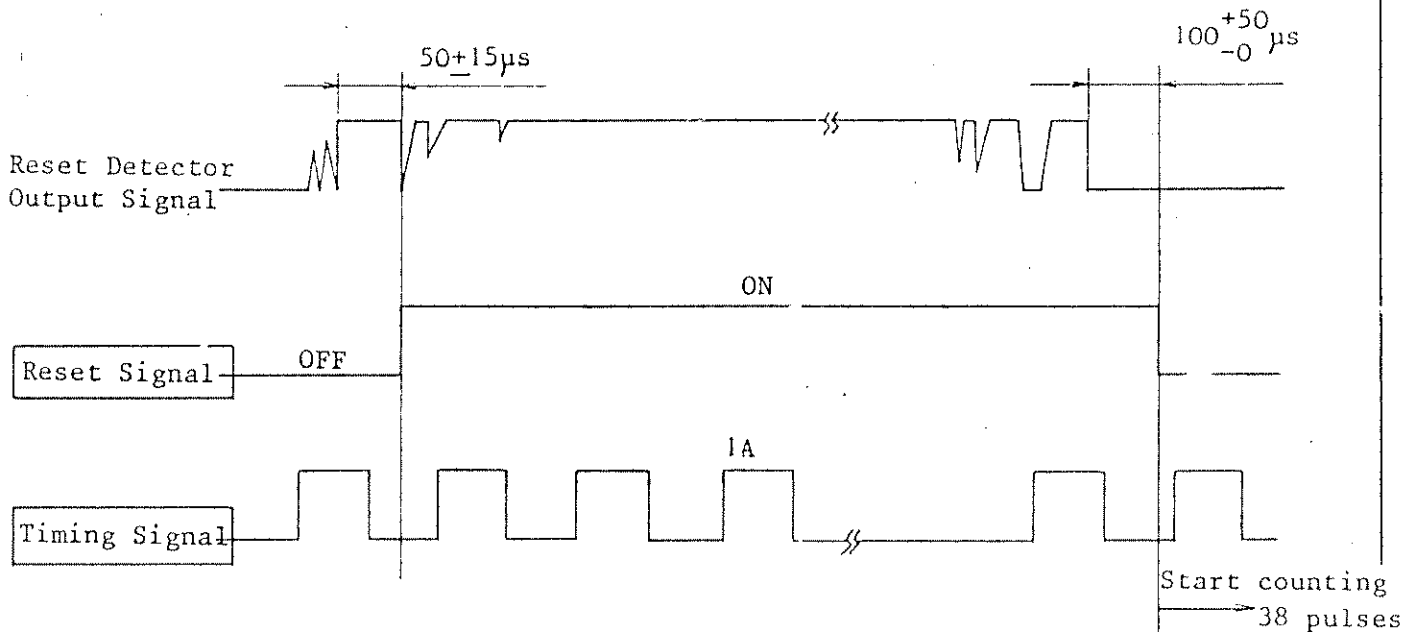 50±15µs
100 +50 -0 µs
Reset Detector
Output Signal
ON
OFF
Reset Signal
1A
Timing Signal
Start counting
38 pulses